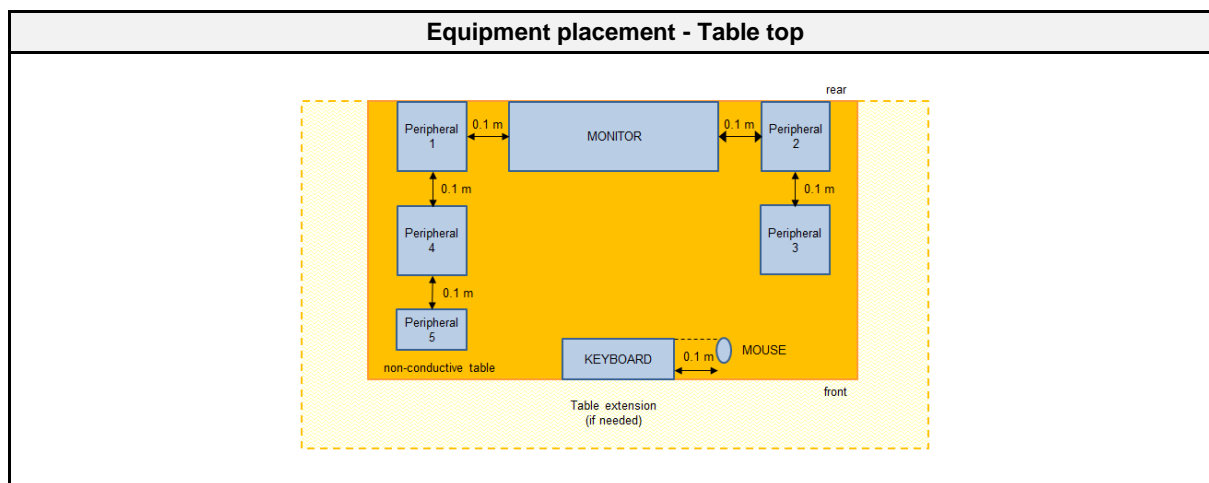 Equipment placement - Table top
rear
Peripheral
1
0.1 m
MONITOR
0.1 m
Peripheral
2
0.1 m
0.1 m
Peripheral
4
Peripheral
3
0.1 m
Peripheral
5
KEYBOARD
0.1 m
MOUSE
non-conductive table
front
Table extension
(if needed)